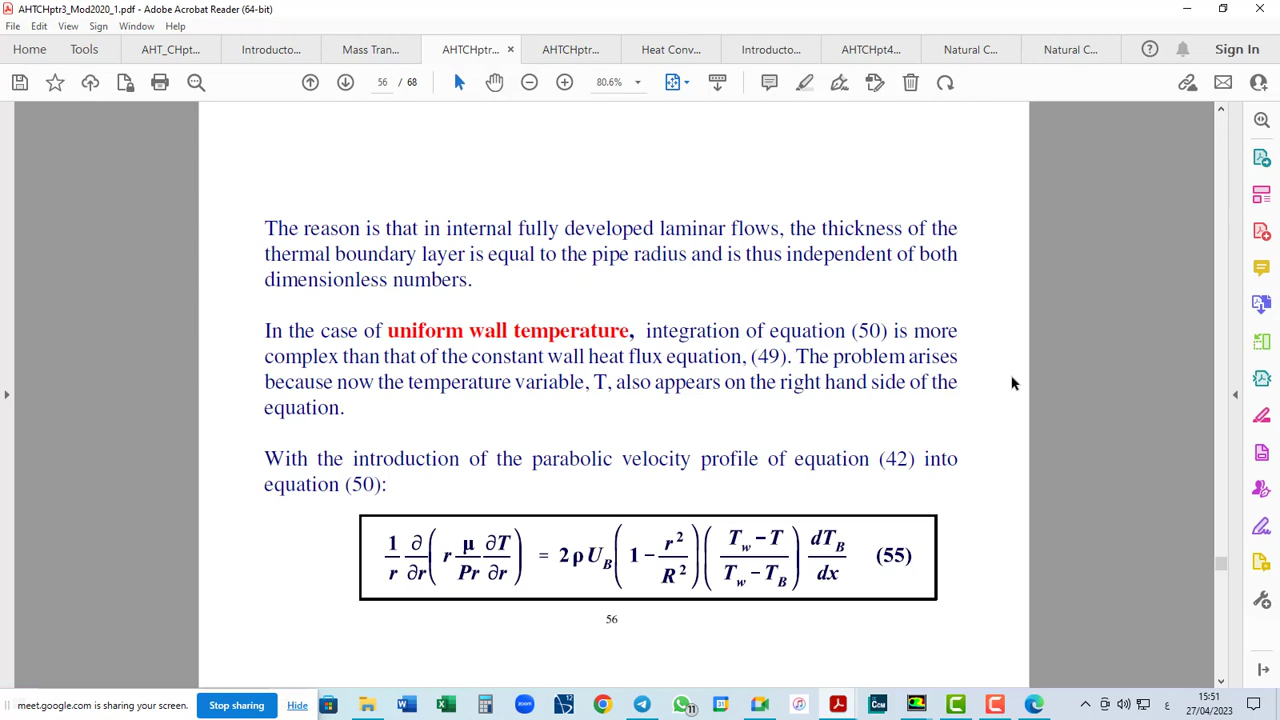 AHTCHptr3_Mod2020_1.pdf - Adobe Acrobat Reader (64-bit)
File Edit View Sign Window Help
Home Tools AHT_CHpt... Introducto... Mass Tran... AHTCHptr... × AHTCHptr... Heat Conv... Introducto... AHTCHpt4... Natural C... Natural C... Sign In
56 / 68 80.6%
The reason is that in internal fully developed laminar flows, the thickness of the
thermal boundary layer is equal to the pipe radius and is thus independent of both
dimensionless numbers.
In the case of uniform wall temperature, integration of equation (50) is more
complex than that of the constant wall heat flux equation, (49). The problem arises
because now the temperature variable, T, also appears on the right hand side of the
equation.
With the introduction of the parabolic velocity profile of equation (42) into
equation (50):
1/r ∂/∂r ( r μ/Pr ∂T/∂r ) = 2 ρ U_B ( 1 − r²/R² ) ( (T_w − T)/(T_w − T_B) ) dT_B/dx (55)
56
meet.google.com is sharing your screen. Stop sharing Hide
11
ع
15:51
27/04/2023